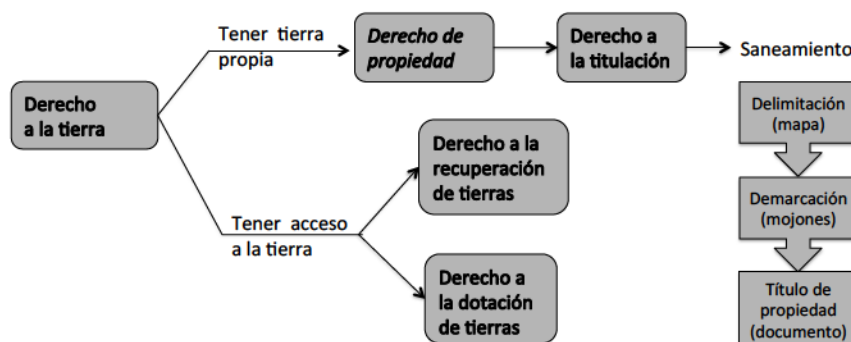 Tener tierra
propia
Derecho de
propiedad
Derecho a
la titulación
Saneamiento
Derecho
a la tierra
Delimitación
(mapa)
Derecho a la
recuperación
de tierras
Demarcación
(mojones)
Tener acceso
a la tierra
Derecho a
la dotación
de tierras
Título de
propiedad
(documento)